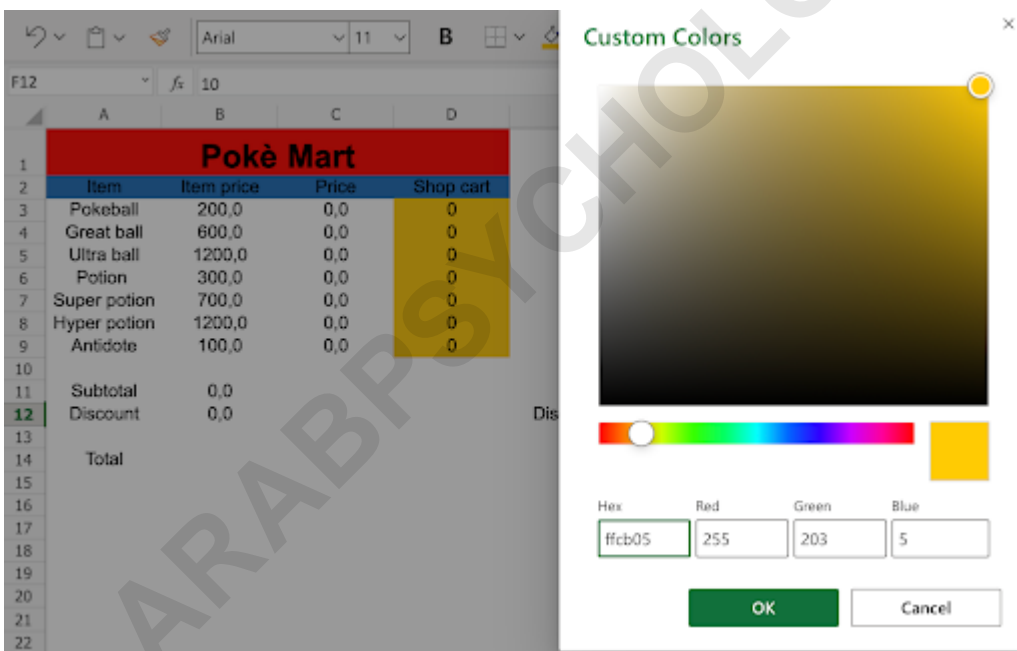 Arial 11 B
Custom Colors
F12 fx 10
A B C D
1 Pokè Mart
2 Item Item price Price Shop cart
3 Pokeball 200,0 0,0 0
4 Great ball 600,0 0,0 0
5 Ultra ball 1200,0 0,0 0
6 Potion 300,0 0,0 0
7 Super potion 700,0 0,0 0
8 Hyper potion 1200,0 0,0 0
9 Antidote 100,0 0,0 0
10
11 Subtotal 0,0
12 Discount 0,0 Dis
13
14 Total
15
16
17
18
19
20
21
22
Hex Red Green Blue
ffcb05 255 203 5
OK Cancel
ARABPSYCHOLO